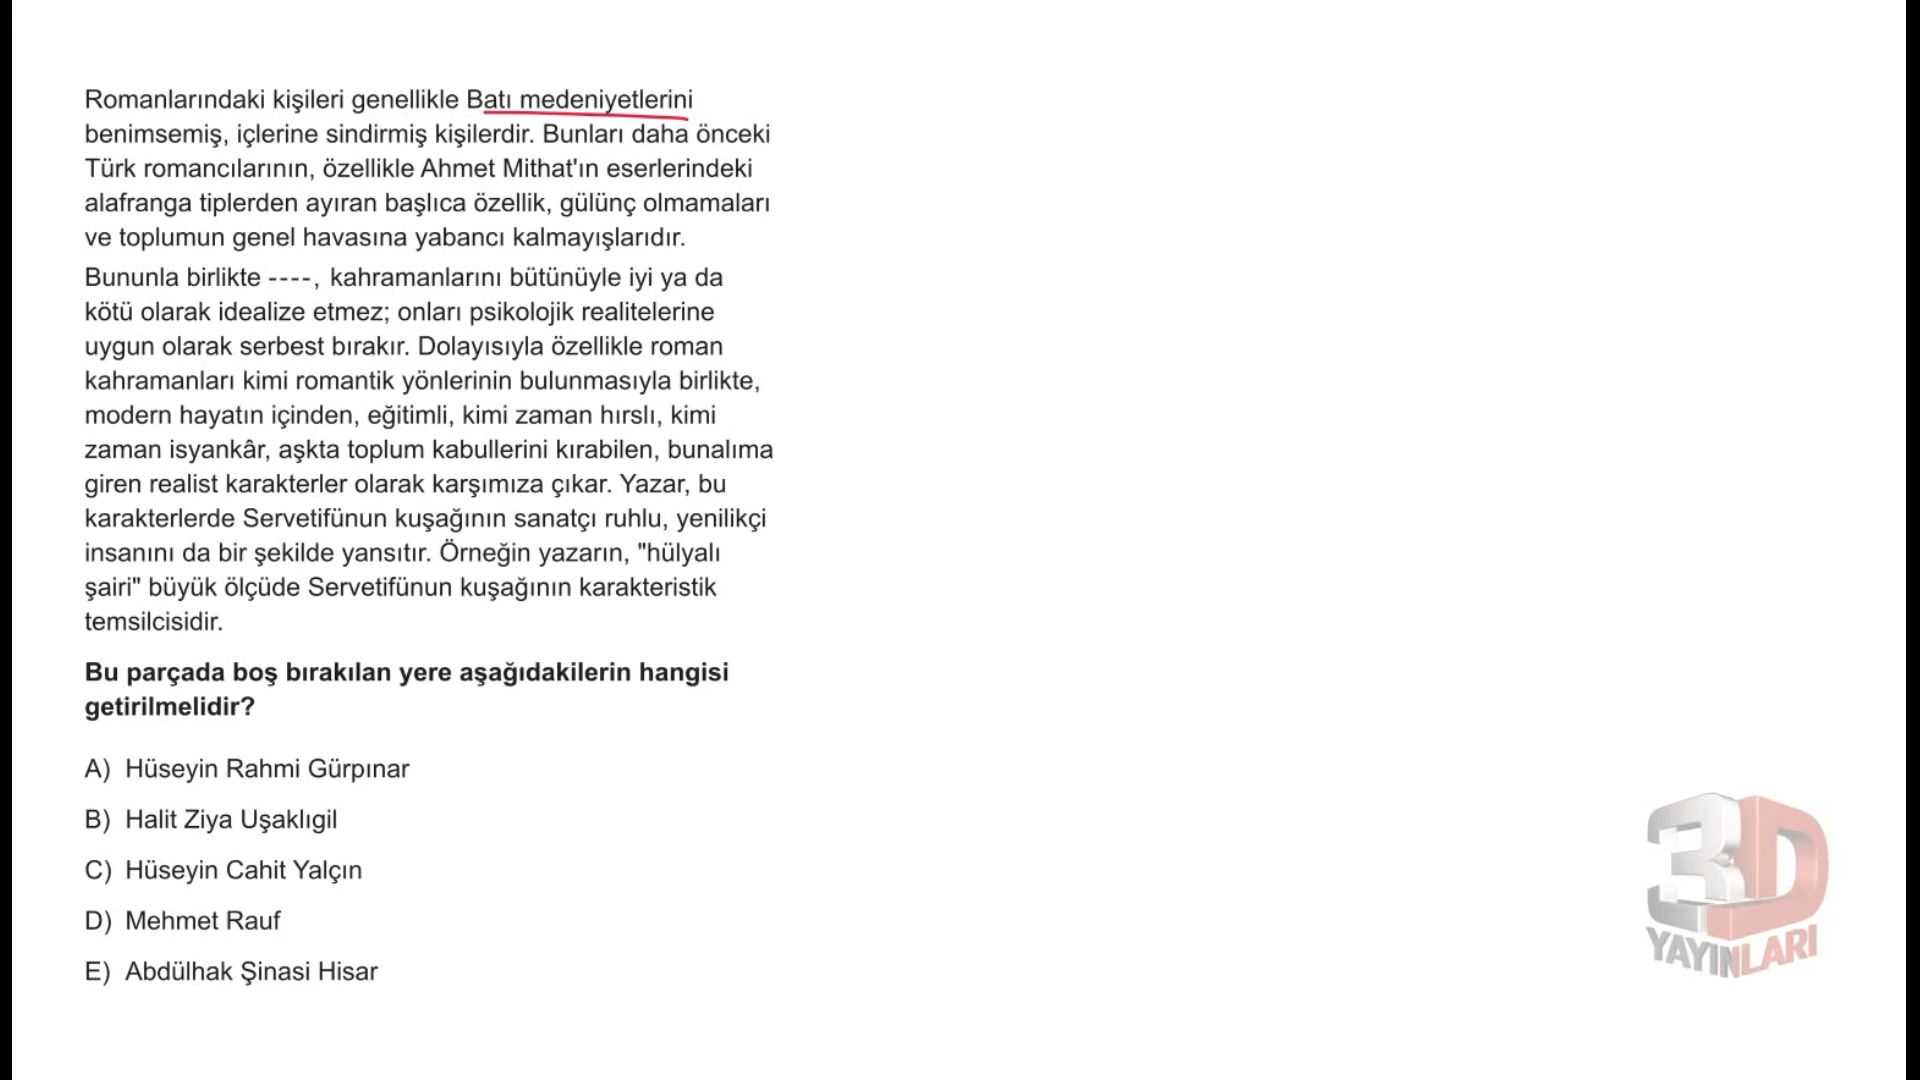 Romanlarındaki kişileri genellikle Batı medeniyetlerini
benimsemiş, içlerine sindirmiş kişilerdir. Bunları daha önceki
Türk romancılarının, özellikle Ahmet Mithat'ın eserlerindeki
alafranga tiplerden ayıran başlıca özellik, gülünç olmamaları
ve toplumun genel havasına yabancı kalmayışlarıdır.
Bununla birlikte ----, kahramanlarını bütünüyle iyi ya da
kötü olarak idealize etmez; onları psikolojik realitelerine
uygun olarak serbest bırakır. Dolayısıyla özellikle roman
kahramanları kimi romantik yönlerinin bulunmasıyla birlikte,
modern hayatın içinden, eğitimli, kimi zaman hırslı, kimi
zaman isyankâr, aşkta toplum kabullerini kırabilen, bunalıma
giren realist karakterler olarak karşımıza çıkar. Yazar, bu
karakterlerde Servetifünun kuşağının sanatçı ruhlu, yenilikçi
insanını da bir şekilde yansıtır. Örneğin yazarın, "hülyalı
şairi" büyük ölçüde Servetifünun kuşağının karakteristik
temsilcisidir.
Bu parçada boş bırakılan yere aşağıdakilerin hangisi
getirilmelidir?
A) Hüseyin Rahmi Gürpınar
B) Halit Ziya Uşaklıgil
C) Hüseyin Cahit Yalçın
D) Mehmet Rauf
E) Abdülhak Şinasi Hisar
3D
YAYINLARI